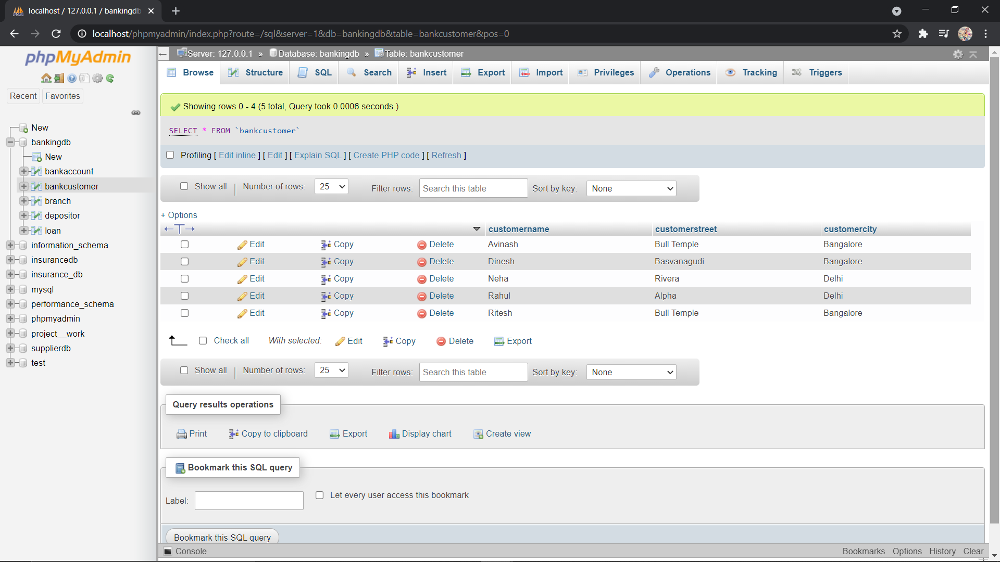 localhost / 127.0.0.1 / bankingdb
localhost/phpmyadmin/index.php?route=/sql&server=1&db=bankingdb&table=bankcustomer&pos=0
phpMyAdmin
Recent Favorites
New
bankingdb
New
bankaccount
bankcustomer
branch
depositor
loan
information_schema
insurancedb
insurance_db
mysql
performance_schema
phpmyadmin
project__work
supplierdb
test
Server: 127.0.0.1 » Database: bankingdb » Table: bankcustomer
Browse Structure SQL Search Insert Export Import Privileges Operations Tracking Triggers
Showing rows 0 - 4 (5 total, Query took 0.0006 seconds.)
SELECT * FROM `bankcustomer`
Profiling [ Edit inline ] [ Edit ] [ Explain SQL ] [ Create PHP code ] [ Refresh ]
Show all | Number of rows: 25 Filter rows: Search this table Sort by key: None
+ Options
←T→ customername customerstreet customercity
Edit Copy Delete Avinash Bull Temple Bangalore
Edit Copy Delete Dinesh Basvanagudi Bangalore
Edit Copy Delete Neha Rivera Delhi
Edit Copy Delete Rahul Alpha Delhi
Edit Copy Delete Ritesh Bull Temple Bangalore
Check all With selected: Edit Copy Delete Export
Show all | Number of rows: 25 Filter rows: Search this table Sort by key: None
Query results operations
Print Copy to clipboard Export Display chart Create view
Bookmark this SQL query
Label: Let every user access this bookmark
Bookmark this SQL query
Console Bookmarks Options History Clear